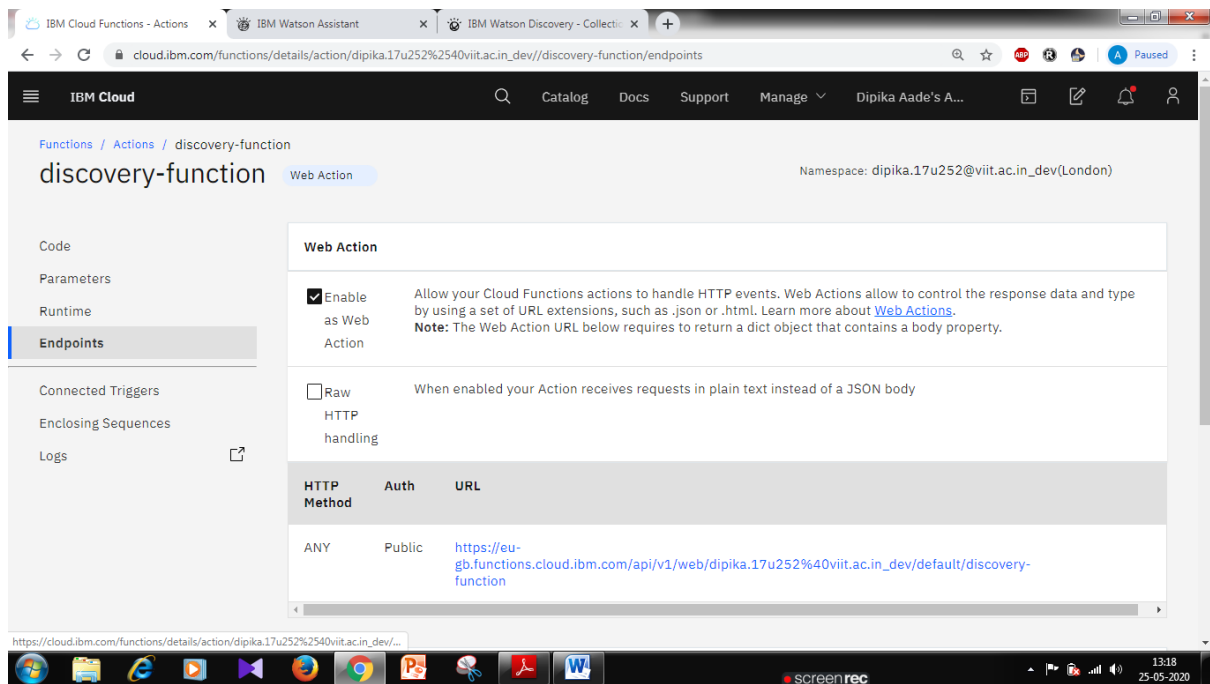 IBM Cloud Functions - Actions
IBM Watson Assistant
IBM Watson Discovery - Collectic
cloud.ibm.com/functions/details/action/dipika.17u252%2540viit.ac.in_dev//discovery-function/endpoints
ABP
R
A
Paused
IBM Cloud
Catalog
Docs
Support
Manage
Dipika Aade's A...
Functions / Actions / discovery-function
discovery-function
Web Action
Namespace: dipika.17u252@viit.ac.in_dev(London)
Code
Parameters
Runtime
Endpoints
Connected Triggers
Enclosing Sequences
Logs
Web Action
Enable
as Web
Action
Allow your Cloud Functions actions to handle HTTP events. Web Actions allow to control the response data and type
by using a set of URL extensions, such as .json or .html. Learn more about Web Actions.
Note: The Web Action URL below requires to return a dict object that contains a body property.
Raw
HTTP
handling
When enabled your Action receives requests in plain text instead of a JSON body
HTTP
Method
Auth
URL
ANY
Public
https://eu-
gb.functions.cloud.ibm.com/api/v1/web/dipika.17u252%40viit.ac.in_dev/default/discovery-
function
https://cloud.ibm.com/functions/details/action/dipika.17u252%2540viit.ac.in_dev/...
screenrec
13:18
25-05-2020